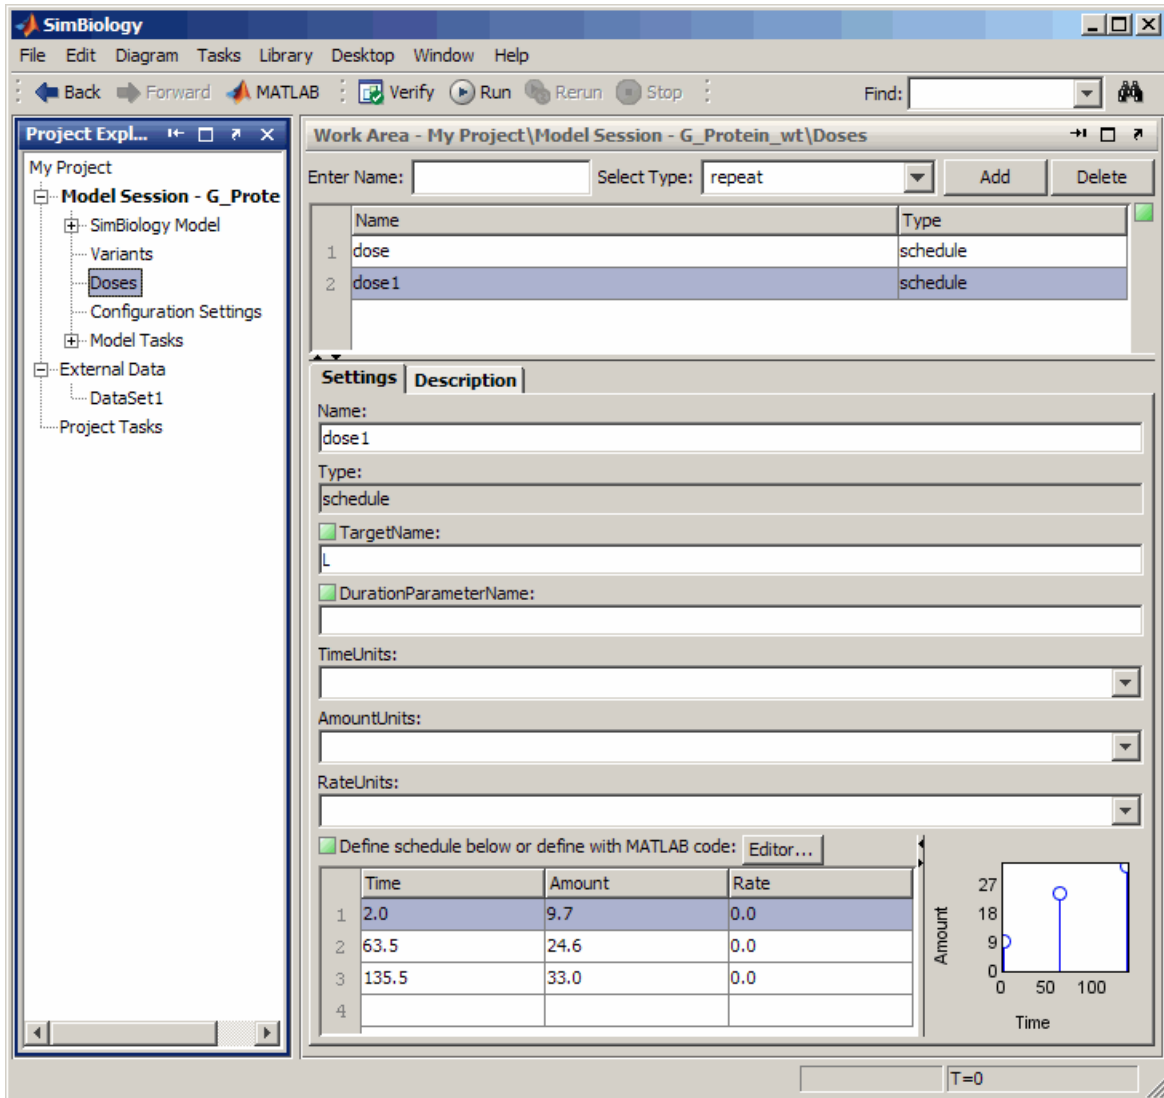 SimBiology
File Edit Diagram Tasks Library Desktop Window Help
Back Forward MATLAB Verify Run Rerun Stop Find:
Project Expl...
My Project
Model Session - G_Prote
SimBiology Model
Variants
Doses
Configuration Settings
Model Tasks
External Data
DataSet1
Project Tasks
Work Area - My Project\Model Session - G_Protein_wt\Doses
Enter Name: Select Type: repeat Add Delete
Name Type
1 dose schedule
2 dose1 schedule
Settings Description
Name:
dose1
Type:
schedule
TargetName:
L
DurationParameterName:
TimeUnits:
AmountUnits:
RateUnits:
Define schedule below or define with MATLAB code: Editor...
Time Amount Rate
1 2.0 9.7 0.0
2 63.5 24.6 0.0
3 135.5 33.0 0.0
4
Amount
27
18
9
0
0 50 100
Time
T=0